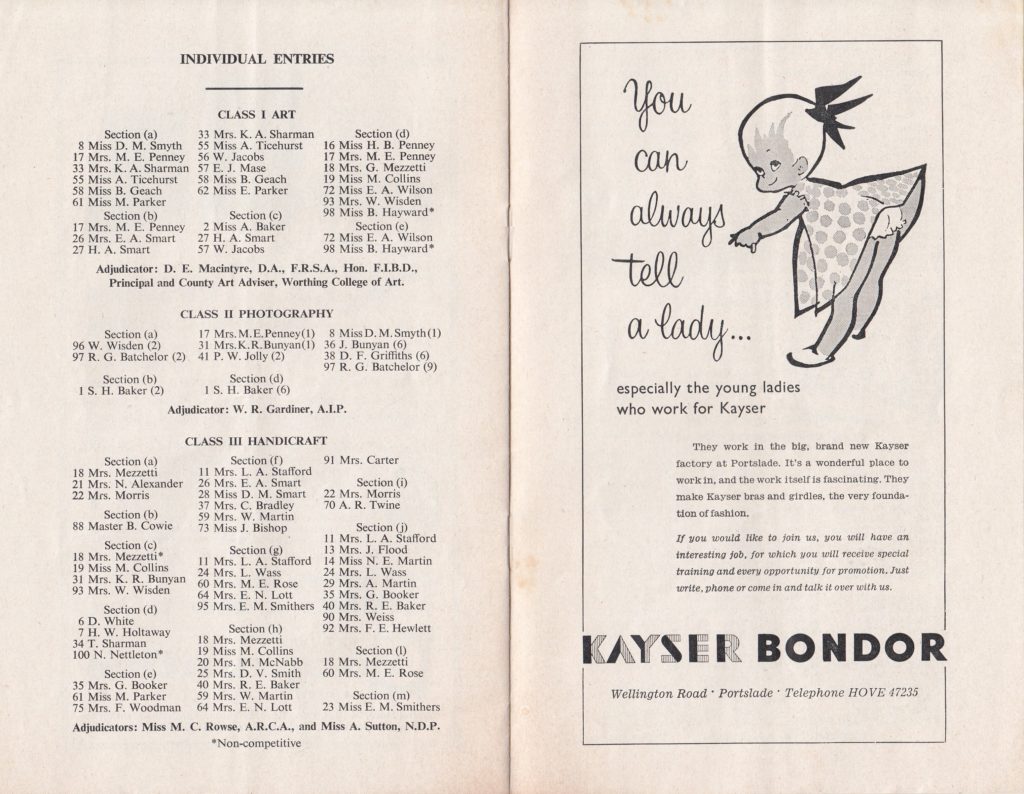 INDIVIDUAL ENTRIES
CLASS I ART
Section (a)
8 Miss D. M. Smyth
17 Mrs. M. E. Penney
33 Mrs. K. A. Sharman
55 Miss A. Ticehurst
58 Miss B. Geach
61 Miss M. Parker
Section (b)
17 Mrs. M. E. Penney
26 Mrs. E. A. Smart
27 H. A. Smart
33 Mrs. K. A. Sharman
55 Miss A. Ticehurst
56 W. Jacobs
57 E. J. Mase
58 Miss B. Geach
62 Miss E. Parker
Section (c)
2 Miss A. Baker
27 H. A. Smart
57 W. Jacobs
Section (d)
16 Miss H. B. Penney
17 Mrs. M. E. Penney
18 Mrs. G. Mezzetti
19 Miss M. Collins
72 Miss E. A. Wilson
93 Mrs. W. Wisden
98 Miss B. Hayward*
Section (e)
72 Miss E. A. Wilson
98 Miss B. Hayward*
Adjudicator: D. E. Macintyre, D.A., F.R.S.A., Hon. F.I.B.D.,
Principal and County Art Adviser, Worthing College of Art.
CLASS II PHOTOGRAPHY
Section (a)
96 W. Wisden (2)
97 R. G. Batchelor (2)
Section (b)
1 S. H. Baker (2)
17 Mrs. M.E.Penney(1)
31 Mrs. K.R.Bunyan(1)
41 P. W. Jolly (2)
Section (d)
1 S. H. Baker (6)
8 Miss D. M. Smyth (1)
36 J. Bunyan (6)
38 D. F. Griffiths (6)
97 R. G. Batchelor (9)
Adjudicator: W. R. Gardiner, A.I.P.
CLASS III HANDICRAFT
Section (a)
18 Mrs. Mezzetti
21 Mrs. N. Alexander
22 Mrs. Morris
Section (b)
88 Master B. Cowie
Section (c)
18 Mrs. Mezzetti*
19 Miss M. Collins
31 Mrs. K. R. Bunyan
93 Mrs. W. Wisden
Section (d)
6 D. White
7 H. W. Holtaway
34 T. Sharman
100 N. Nettleton*
Section (e)
35 Mrs. G. Booker
61 Miss M. Parker
75 Mrs. F. Woodman
Section (f)
11 Mrs. L. A. Stafford
26 Mrs. E. A. Smart
28 Miss D. M. Smart
37 Mrs. C. Bradley
59 Mrs. W. Martin
73 Miss J. Bishop
Section (g)
11 Mrs. L. A. Stafford
24 Mrs. L. Wass
60 Mrs. M. E. Rose
64 Mrs. E. N. Lott
95 Mrs. E. M. Smithers
Section (h)
18 Mrs. Mezzetti
19 Miss M. Collins
20 Mrs. M. McNabb
25 Mrs. D. V. Smith
40 Mrs. R. E. Baker
59 Mrs. W. Martin
64 Mrs. E. N. Lott
91 Mrs. Carter
Section (i)
22 Mrs. Morris
70 A. R. Twine
Section (j)
11 Mrs. L. A. Stafford
13 Mrs. J. Flood
14 Miss N. E. Martin
24 Mrs. L. Wass
29 Mrs. A. Martin
35 Mrs. G. Booker
40 Mrs. R. E. Baker
90 Mrs. Weiss
92 Mrs. F. E. Hewlett
Section (l)
18 Mrs. Mezzetti
60 Mrs. M. E. Rose
Section (m)
23 Miss E. M. Smithers
Adjudicators: Miss M. C. Rowse, A.R.C.A., and Miss A. Sutton, N.D.P.
*Non-competitive
You
can
always
tell
a lady...
especially the young ladies
who work for Kayser
They work in the big, brand new Kayser
factory at Portslade. It's a wonderful place to
work in, and the work itself is fascinating. They
make Kayser bras and girdles, the very founda-
tion of fashion.
If you would like to join us, you will have an
interesting job, for which you will receive special
training and every opportunity for promotion. Just
write, phone or come in and talk it over with us.
KAYSER BONDOR
Wellington Road · Portslade · Telephone HOVE 47235